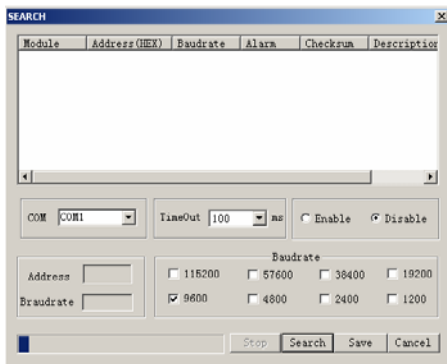 SEARCH
Module Address(HEX) Baudrate Alarm Checksum Description
COM COM1 TimeOut 100 ms Enable Disable
Baudrate
Address 115200 57600 38400 19200
Braudrate 9600 4800 2400 1200
Stop Search Save Cancel